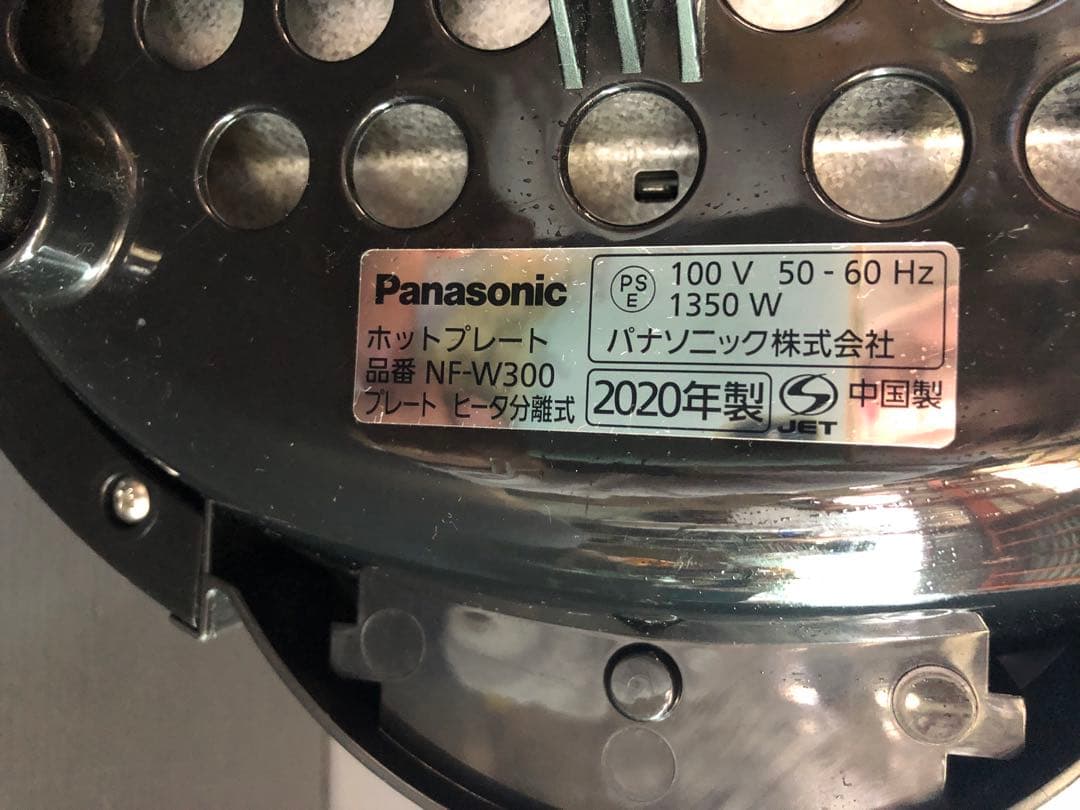 Panasonic
ホットプレート
品番 NF-W300
プレート ヒータ分離式
PS
E
100 V 50 - 60 Hz
1350 W
パナソニック株式会社
2020年製
JET
中国製